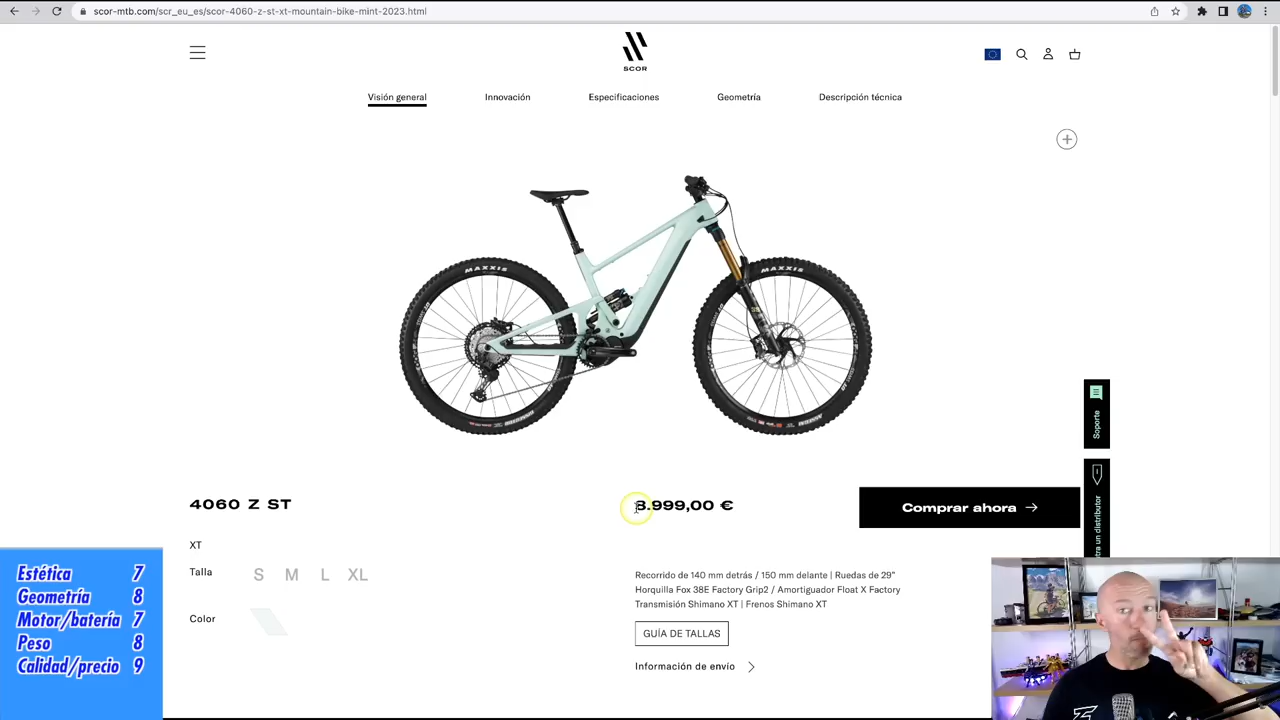 scor-mtb.com/scr_eu_es/scor-4060-z-st-xt-mountain-bike-mint-2023.html
SCOR
Visión general
Innovación
Especificaciones
Geometría
Descripción técnica
MAXXIS
MAXXIS
Soporte
4060 Z ST
8.999,00 €
Comprar ahora
tra un distribuidor
XT
Talla
S M L XL
Color
Recorrido de 140 mm detrás / 150 mm delante | Ruedas de 29"
Horquilla Fox 38E Factory Grip2 / Amortiguador Float X Factory
Transmisión Shimano XT | Frenos Shimano XT
GUÍA DE TALLAS
Información de envío
Estética 7
Geometría 8
Motor/batería 7
Peso 8
Calidad/precio 9